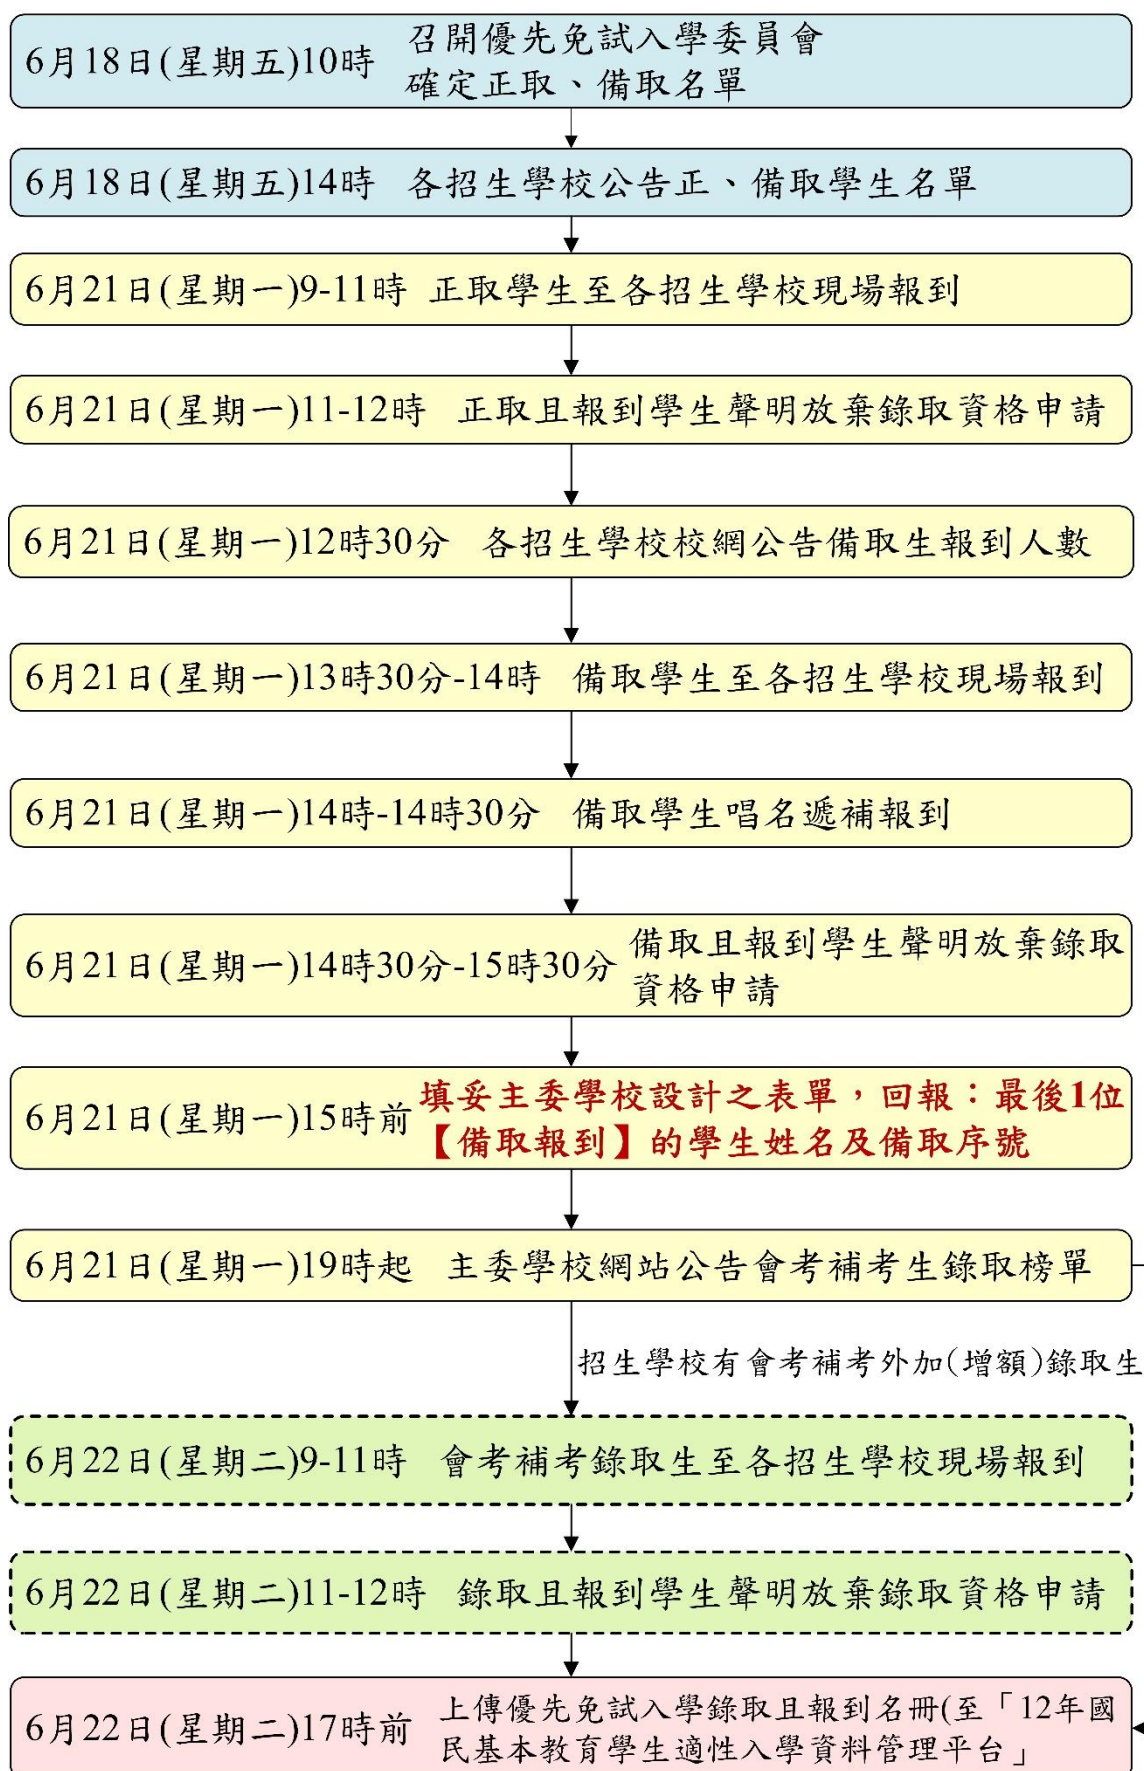 6月18日(星期五)10時 召開優先免試入學委員會
確定正取、備取名單
6月18日(星期五)14時 各招生學校公告正、備取學生名單
6月21日(星期一)9-11時 正取學生至各招生學校現場報到
6月21日(星期一)11-12時 正取且報到學生聲明放棄錄取資格申請
6月21日(星期一)12時30分 各招生學校校網公告備取生報到人數
6月21日(星期一)13時30分-14時 備取學生至各招生學校現場報到
6月21日(星期一)14時-14時30分 備取學生唱名遞補報到
6月21日(星期一)14時30分-15時30分 備取且報到學生聲明放棄錄取
資格申請
6月21日(星期一)15時前 填妥主委學校設計之表單，回報：最後1位
【備取報到】的學生姓名及備取序號
6月21日(星期一)19時起 主委學校網站公告會考補考生錄取榜單
招生學校有會考補考外加(增額)錄取生
6月22日(星期二)9-11時 會考補考錄取生至各招生學校現場報到
6月22日(星期二)11-12時 錄取且報到學生聲明放棄錄取資格申請
6月22日(星期二)17時前 上傳優先免試入學錄取且報到名冊(至「12年國
民基本教育學生適性入學資料管理平台」